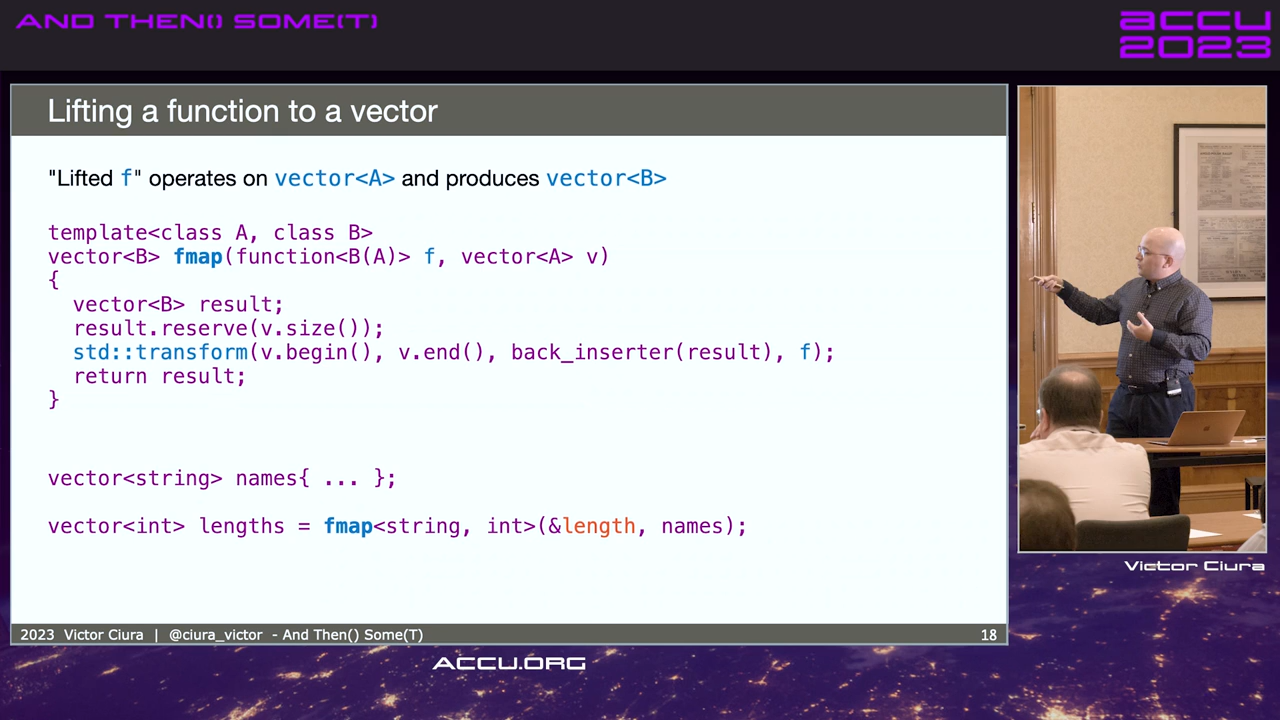 AND THEN() SOME(T)
ACCU
2023
Lifting a function to a vector
"Lifted f" operates on vector<A> and produces vector<B>
template<class A, class B>
vector<B> fmap(function<B(A)> f, vector<A> v)
{
vector<B> result;
result.reserve(v.size());
std::transform(v.begin(), v.end(), back_inserter(result), f);
return result;
}
vector<string> names{ ... };
vector<int> lengths = fmap<string, int>(&length, names);
Victor Ciura
2023 Victor Ciura | @ciura_victor - And Then() Some(T)
18
ACCU.ORG